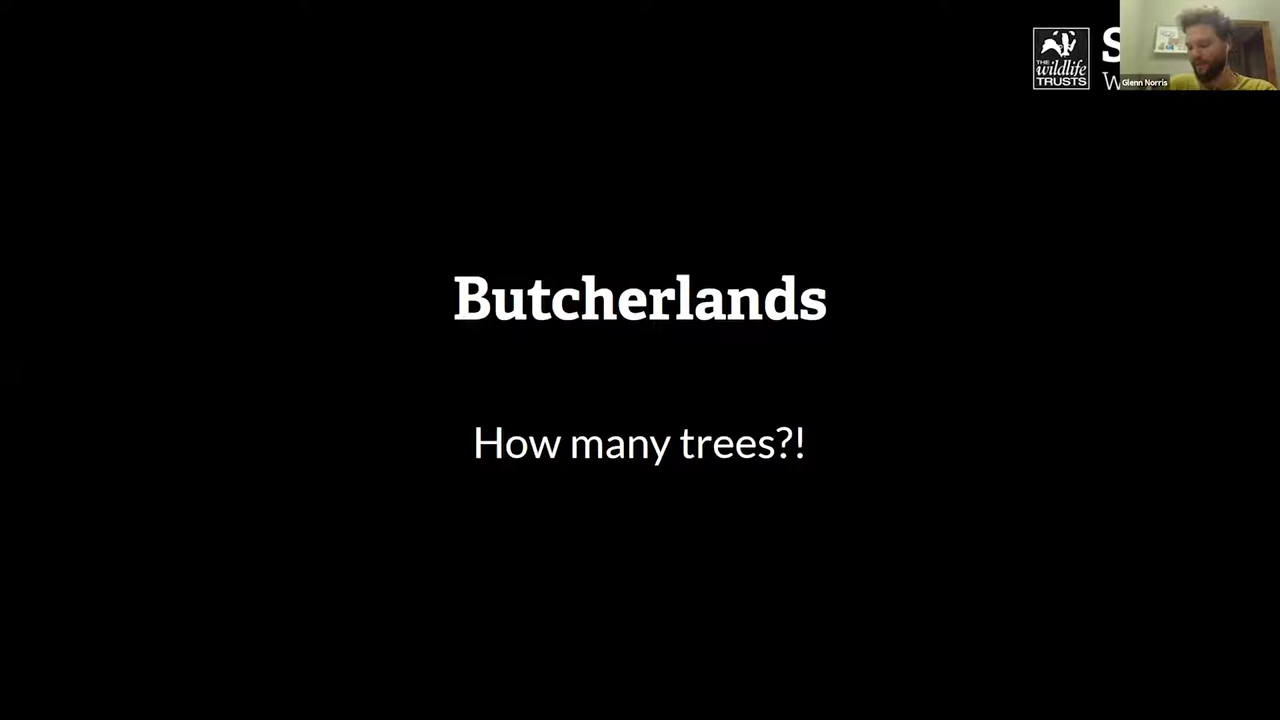 THE
wildlife
TRUSTS
S
W
Glenn Norris
Butcherlands
How many trees?!